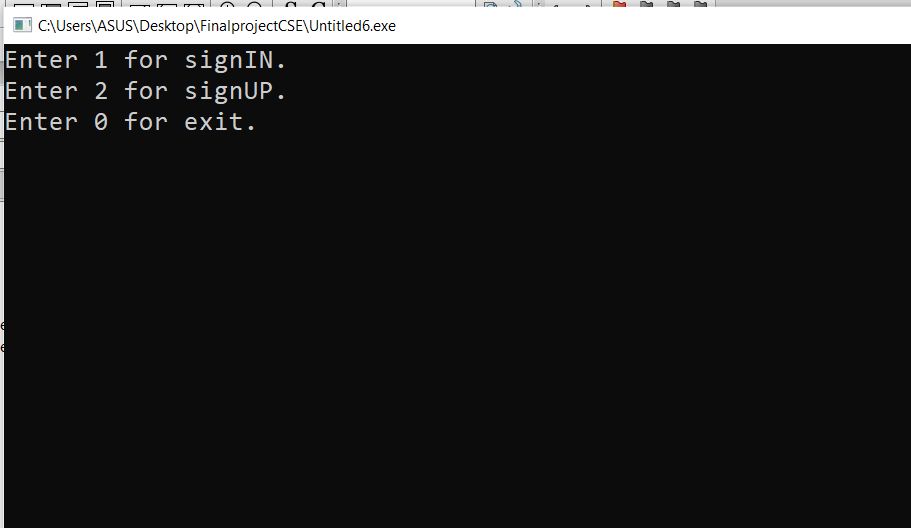 C:\Users\ASUS\Desktop\FinalprojectCSE\Untitled6.exe
Enter 1 for signIN.
Enter 2 for signUP.
Enter 0 for exit.